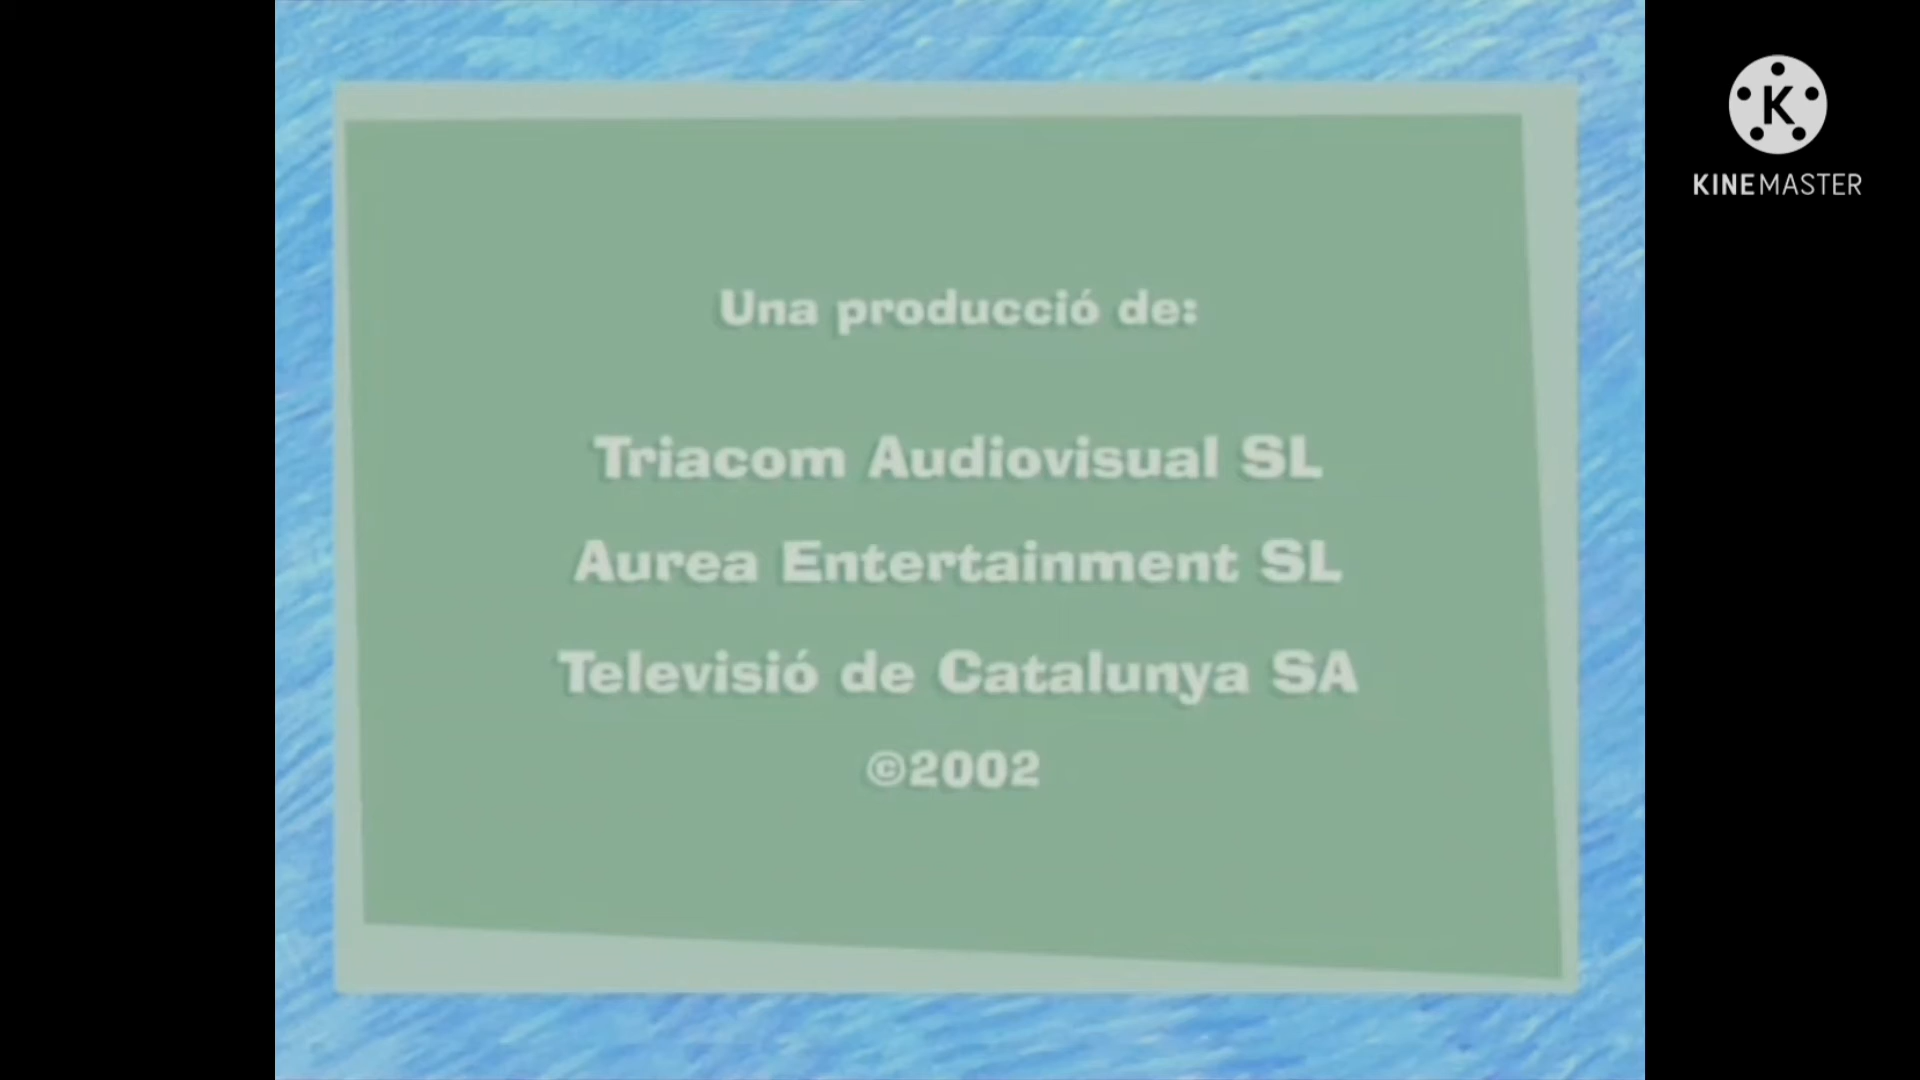 K
KINEMASTER
Una producció de:
Triacom Audiovisual SL
Aurea Entertainment SL
Televisió de Catalunya SA
©2002